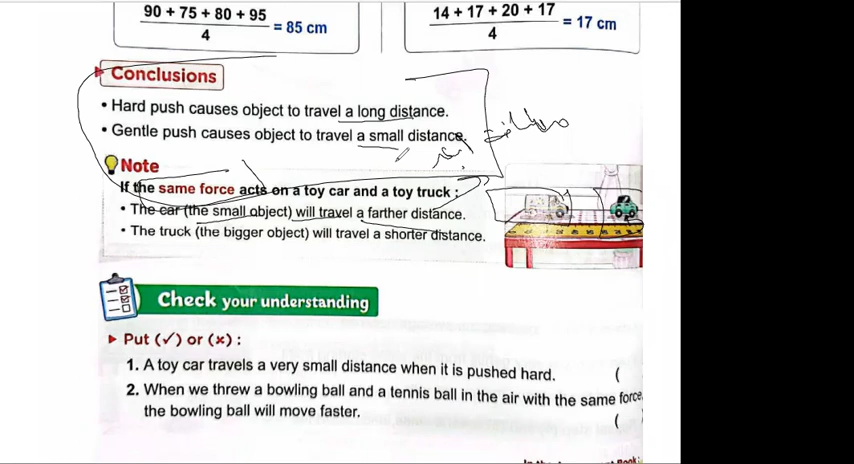 90 + 75 + 80 + 95
4
= 85 cm
14 + 17 + 20 + 17
4
= 17 cm
Conclusions
• Hard push causes object to travel a long distance.
• Gentle push causes object to travel a small distance.
Note
If the same force acts on a toy car and a toy truck :
• The car (the small object) will travel a farther distance.
• The truck (the bigger object) will travel a shorter distance.
Check your understanding
Put (✓) or (×) :
1. A toy car travels a very small distance when it is pushed hard. (
2. When we threw a bowling ball and a tennis ball in the air with the same force
the bowling ball will move faster. (